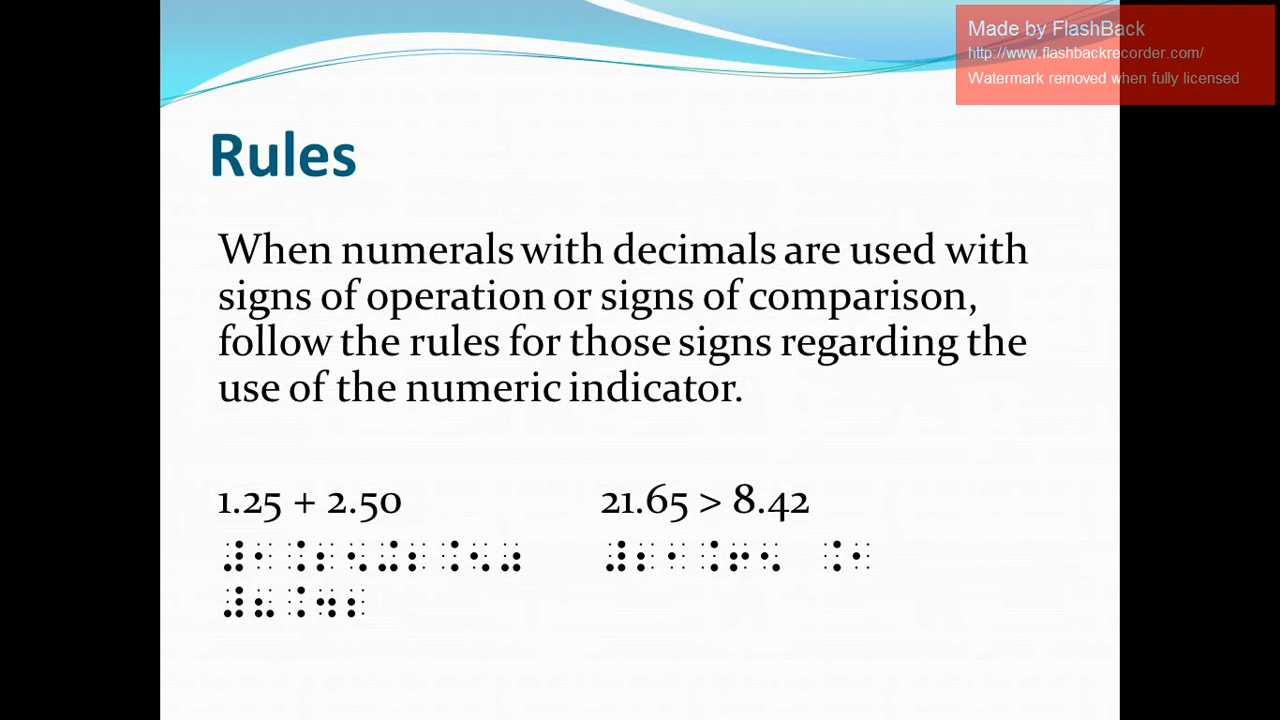 Made by FlashBack
http://www.flashbackrecorder.com/
Watermark removed when fully licensed
Rules
When numerals with decimals are used with
signs of operation or signs of comparison,
follow the rules for those signs regarding the
use of the numeric indicator.
1.25 + 2.50 21.65 > 8.42
⠼⠂⠨⠆⠢⠬⠆⠨⠢⠴ ⠼⠆⠂⠨⠖⠢ ⠨⠂
⠼⠦⠨⠲⠆